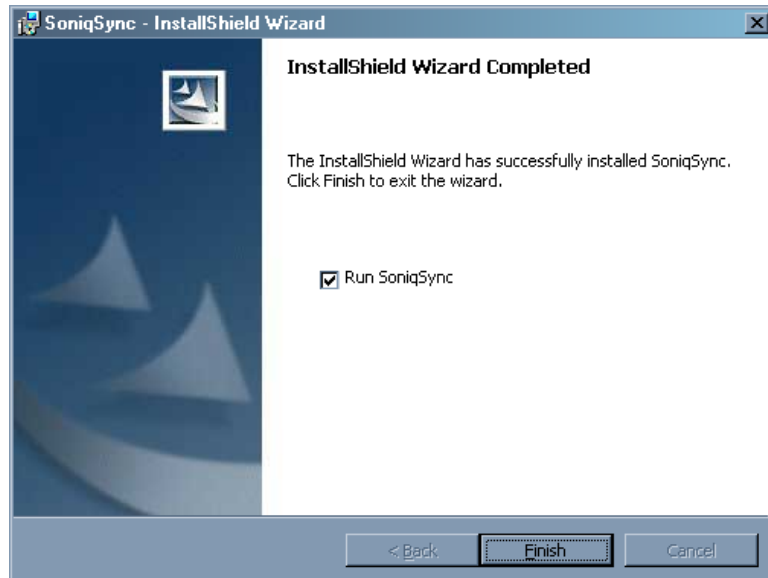 SoniqSync - InstallShield Wizard
InstallShield Wizard Completed
The InstallShield Wizard has successfully installed SoniqSync.
Click Finish to exit the wizard.
Run SoniqSync
< Back Finish Cancel